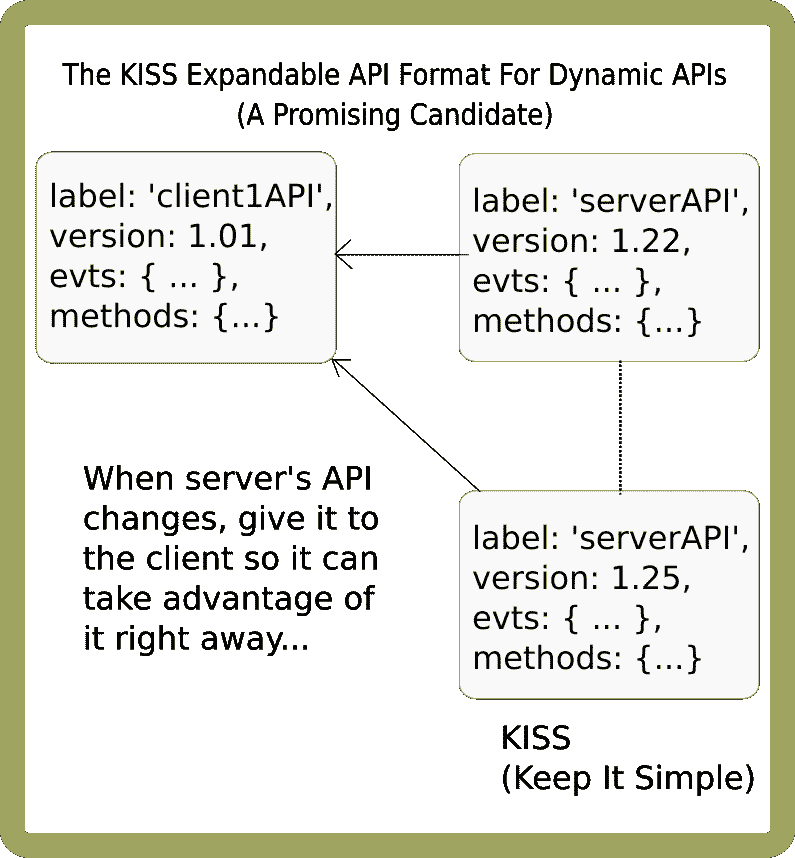 The KISS Expandable API Format For Dynamic APIs
(A Promising Candidate)
label: 'client1API',
version: 1.01,
evts: { ... },
methods: {...}
label: 'serverAPI',
version: 1.22,
evts: { ... },
methods: {...}
When server's API
changes, give it to
the client so it can
take advantage of
it right away...
label: 'serverAPI',
version: 1.25,
evts: { ... },
methods: {...}
KISS
(Keep It Simple)